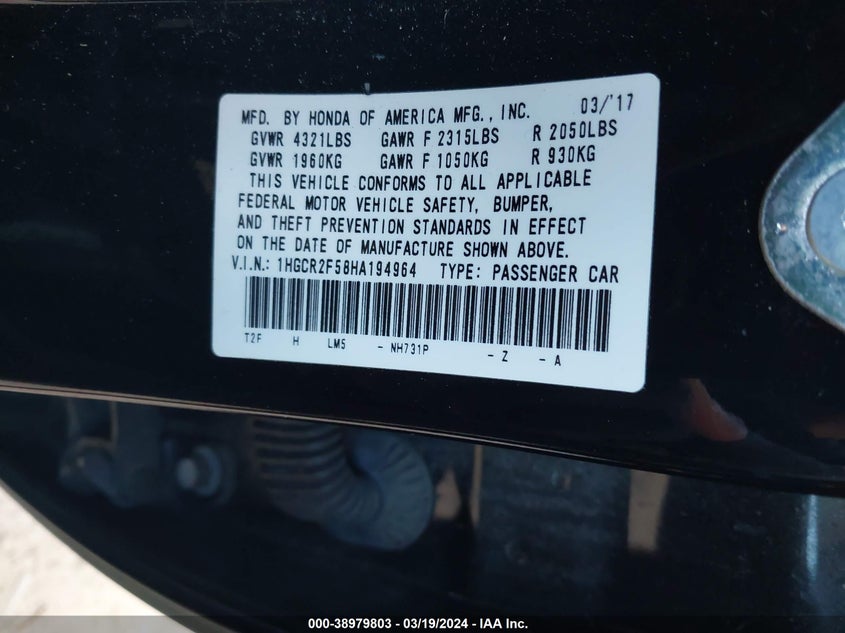 MFD. BY HONDA OF AMERICA MFG., INC. 03/'17
GVWR 4321LBS GAWR F 2315LBS R 2050LBS
GVWR 1960KG GAWR F 1050KG R 930KG
THIS VEHICLE CONFORMS TO ALL APPLICABLE
FEDERAL MOTOR VEHICLE SAFETY, BUMPER,
AND THEFT PREVENTION STANDARDS IN EFFECT
ON THE DATE OF MANUFACTURE SHOWN ABOVE.
V.I.N.: 1HGCR2F58HA194964 TYPE: PASSENGER CAR
T2F H LM5 - NH731P - Z - A
000-38979803 — 03/19/2024 — IAA Inc.